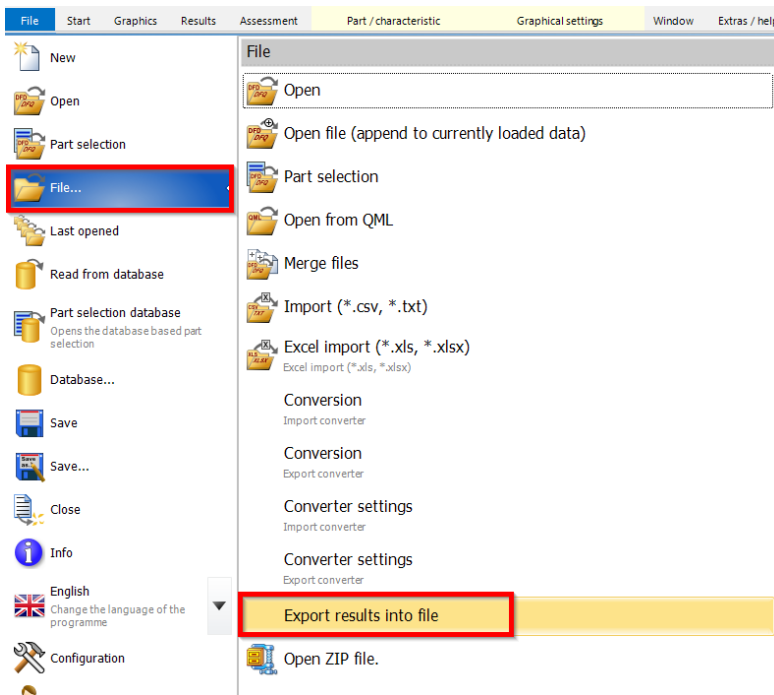 File Start Graphics Results Assessment Part / characteristic Graphical settings Window Extras / help
New
Open
Part selection
File...
Last opened
Read from database
Part selection database
Opens the database based part
selection
Database...
Save
Save...
Close
Info
English
Change the language of the
programme
Configuration
File
Open
Open file (append to currently loaded data)
Part selection
Open from QML
Merge files
Import (*.csv, *.txt)
Excel import (*.xls, *.xlsx)
Excel import (*.xls, *.xlsx)
Conversion
Import converter
Conversion
Export converter
Converter settings
Import converter
Converter settings
Export converter
Export results into file
Open ZIP file.